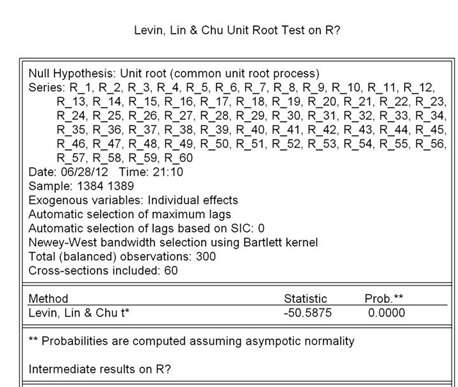 Levin, Lin & Chu Unit Root Test on R?
Null Hypothesis: Unit root (common unit root process)
Series: R_1, R_2, R_3, R_4, R_5, R_6, R_7, R_8, R_9, R_10, R_11, R_12,
R_13, R_14, R_15, R_16, R_17, R_18, R_19, R_20, R_21, R_22, R_23,
R_24, R_25, R_26, R_27, R_28, R_29, R_30, R_31, R_32, R_33, R_34,
R_35, R_36, R_37, R_38, R_39, R_40, R_41, R_42, R_43, R_44, R_45,
R_46, R_47, R_48, R_49, R_50, R_51, R_52, R_53, R_54, R_55, R_56,
R_57, R_58, R_59, R_60
Date: 06/28/12 Time: 21:10
Sample: 1384 1389
Exogenous variables: Individual effects
Automatic selection of maximum lags
Automatic selection of lags based on SIC: 0
Newey-West bandwidth selection using Bartlett kernel
Total (balanced) observations: 300
Cross-sections included: 60
Method Statistic Prob.**
Levin, Lin & Chu t* -50.5875 0.0000
** Probabilities are computed assuming asympotic normality
Intermediate results on R?